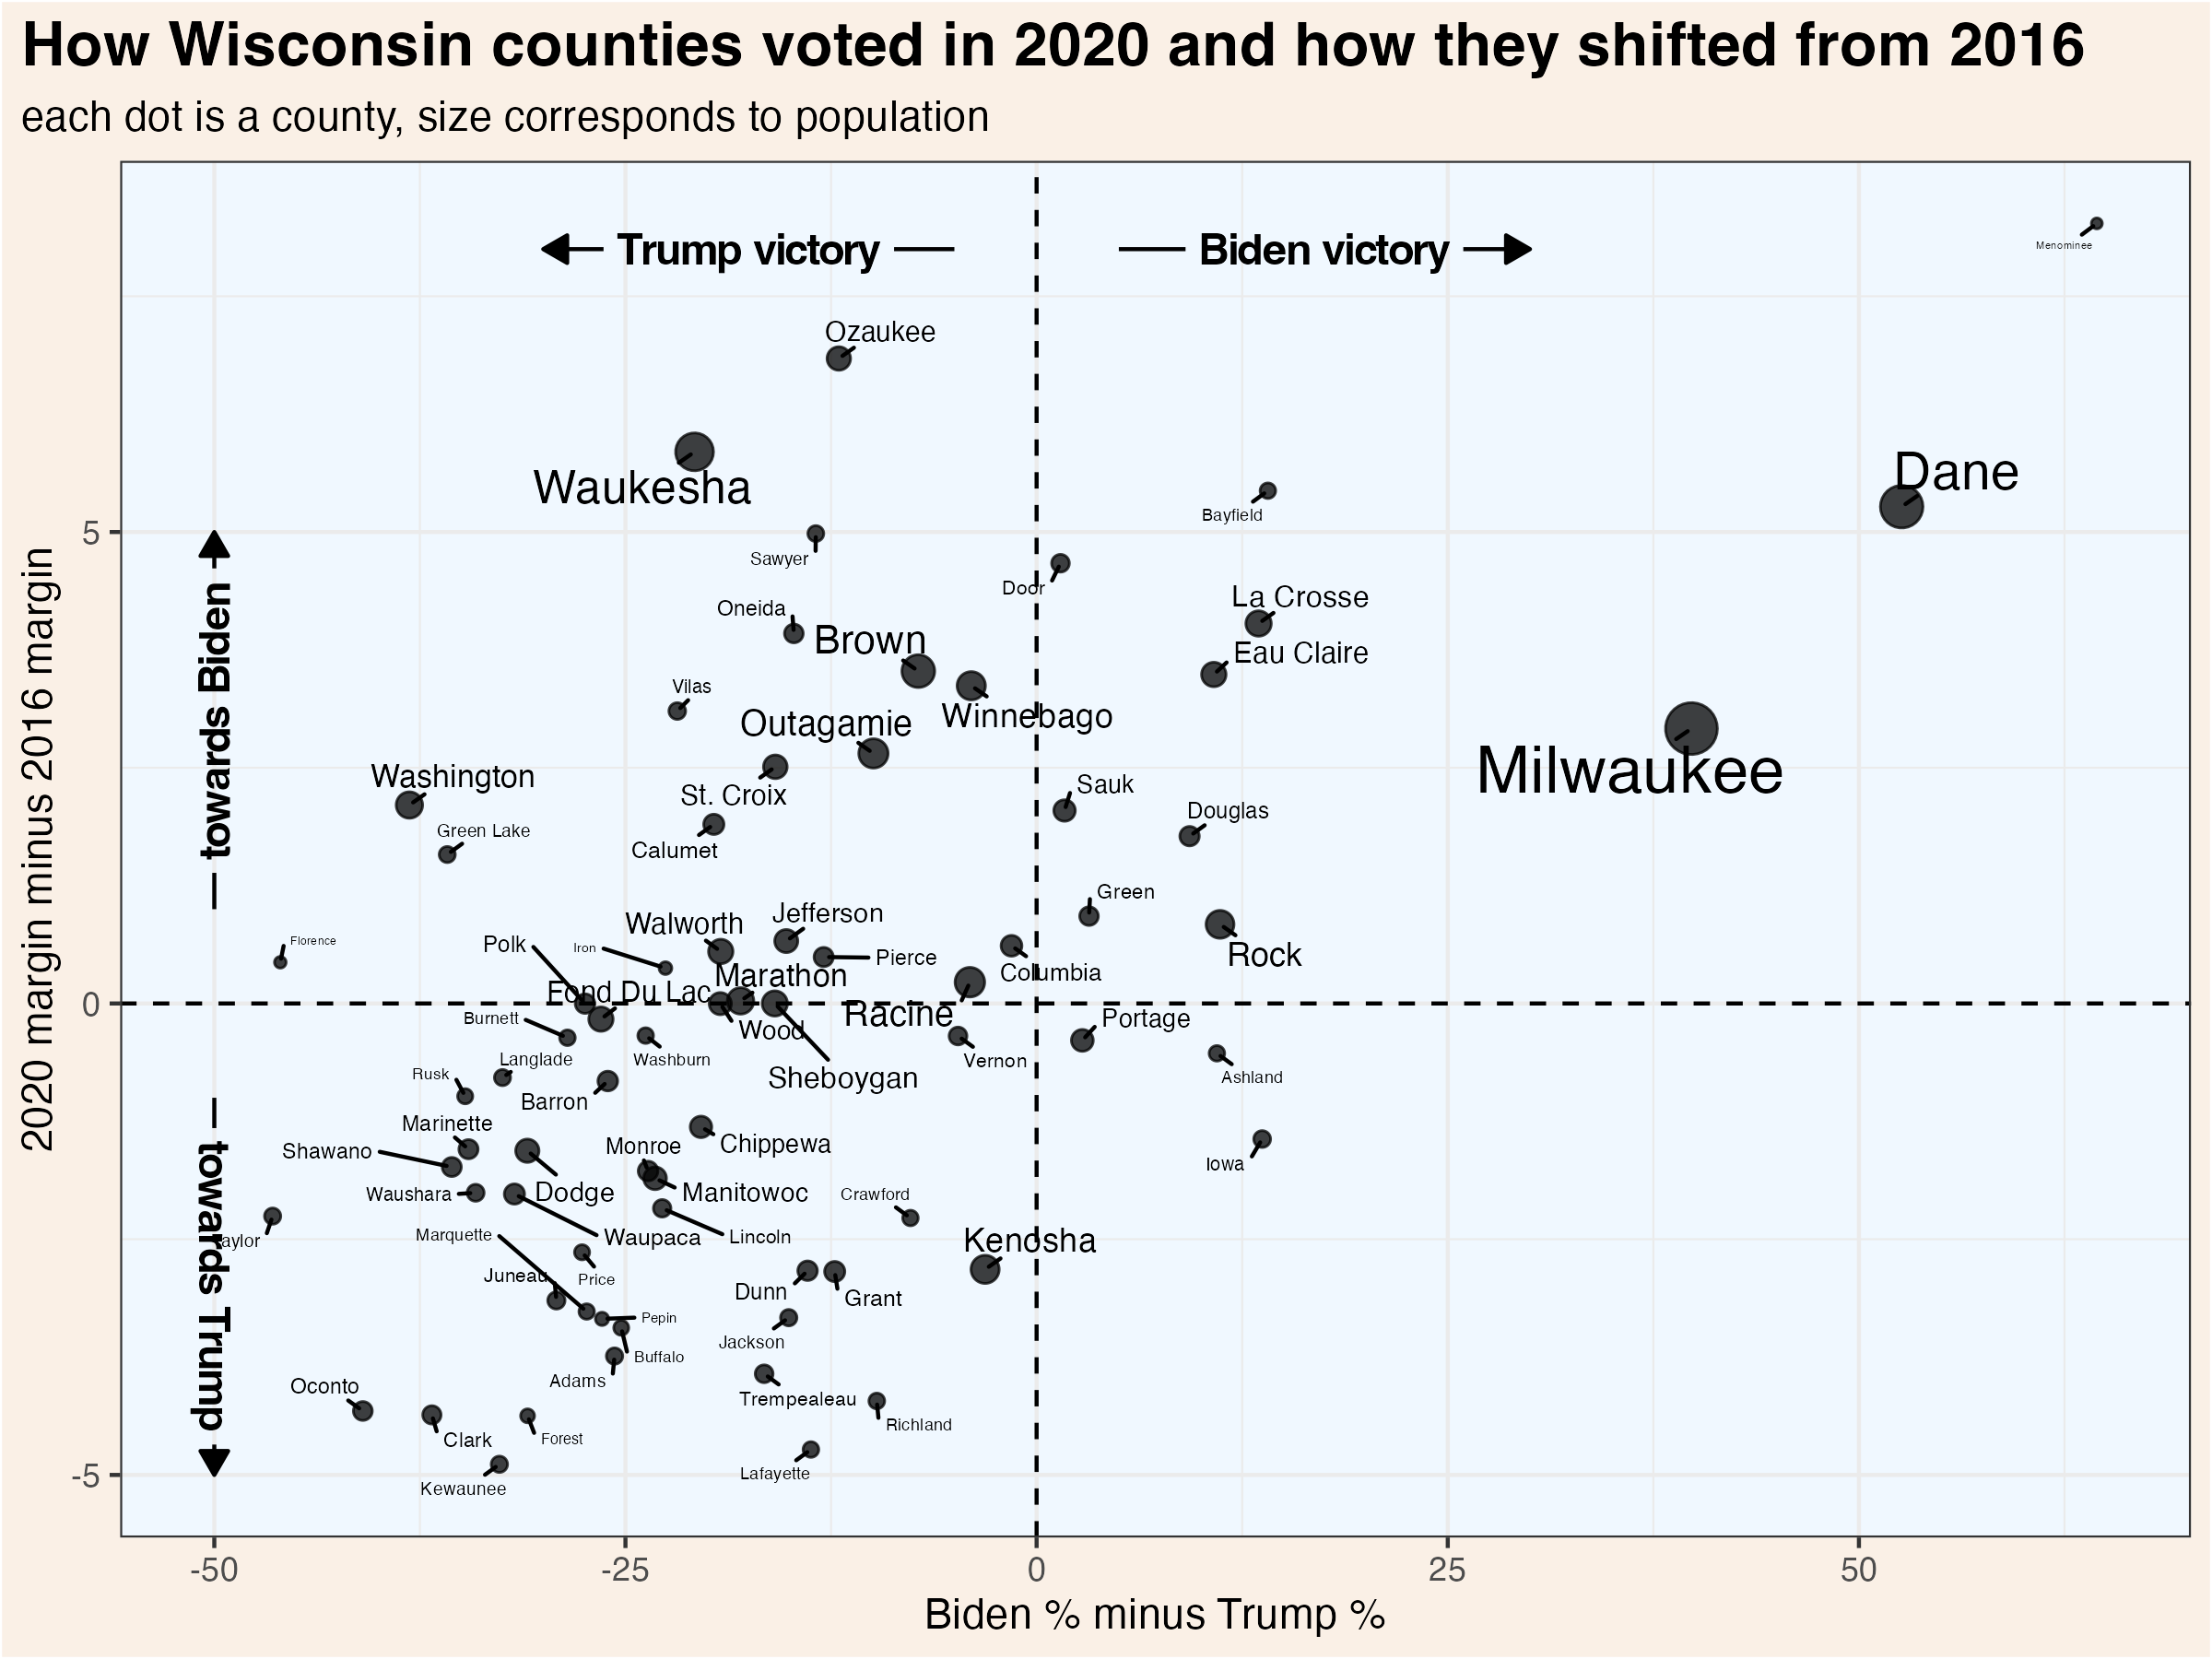 How Wisconsin counties voted in 2020 and how they shifted from 2016
each dot is a county, size corresponds to population
Trump victory
Biden victory
Menominee
Ozaukee
Waukesha
Dane
Bayfield
5
Sawyer
Door
La Crosse
Oneida
Brown
Eau Claire
Vilas
Winnebago
Outagamie
Milwaukee
Washington
St. Croix
Sauk
Douglas
Green Lake
Calumet
towards Biden
2020 margin minus 2016 margin
Green
Jefferson
Walworth
Rock
Florence
Polk
Iron
Pierce
Columbia
Marathon
Fond Du Lac
0
Racine
Burnett
Wood
Portage
Langlade
Washburn
Vernon
Rusk
Sheboygan
Ashland
Barron
Marinette
Chippewa
Monroe
Shawano
Iowa
Waushara
Dodge
Manitowoc
Crawford
aylor
Marquette
Waupaca
Lincoln
Kenosha
Juneau
Price
Dunn
Grant
Pepin
Jackson
Buffalo
Adams
towards Trump
Oconto
Trempealeau
Richland
Clark
Forest
Lafayette
-5
Kewaunee
-50
-25
0
25
50
Biden % minus Trump %